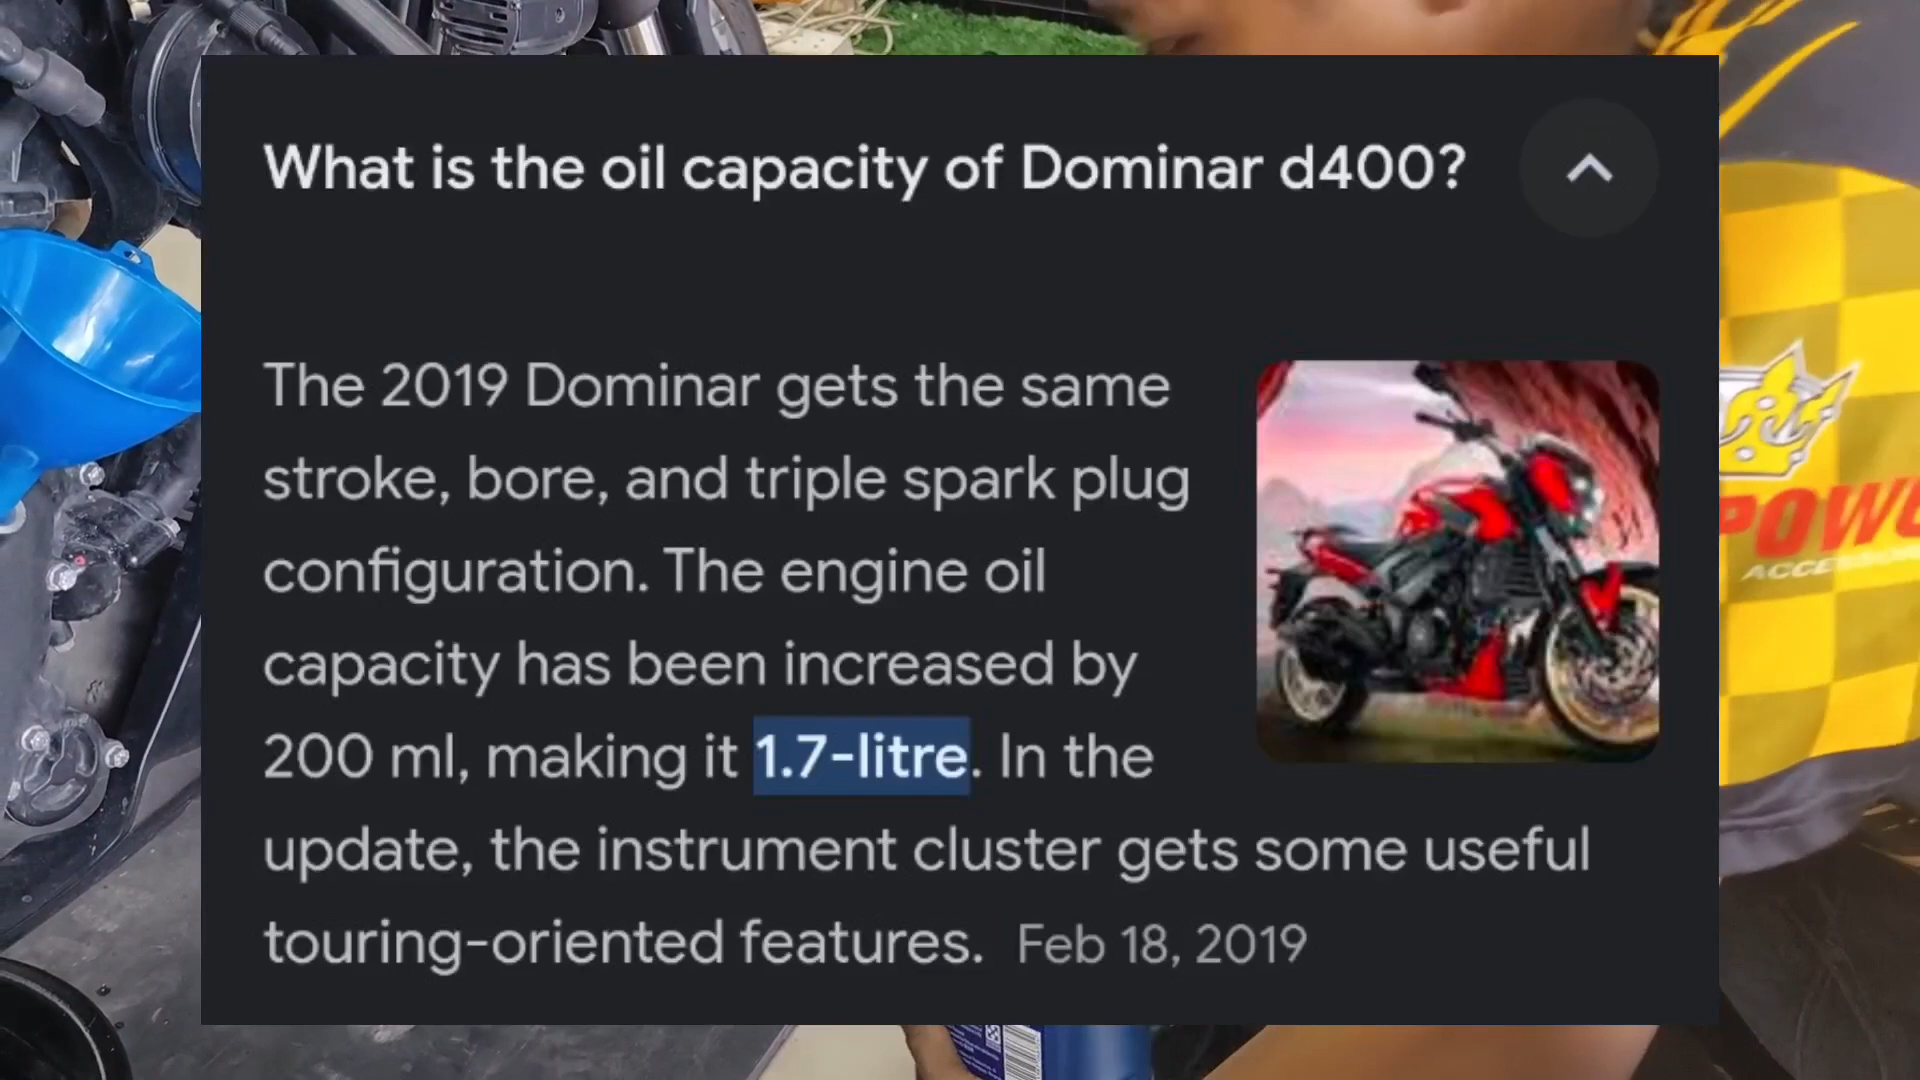 What is the oil capacity of Dominar d400?
The 2019 Dominar gets the same
stroke, bore, and triple spark plug
configuration. The engine oil
capacity has been increased by
200 ml, making it 1.7-litre. In the
update, the instrument cluster gets some useful
touring-oriented features. Feb 18, 2019